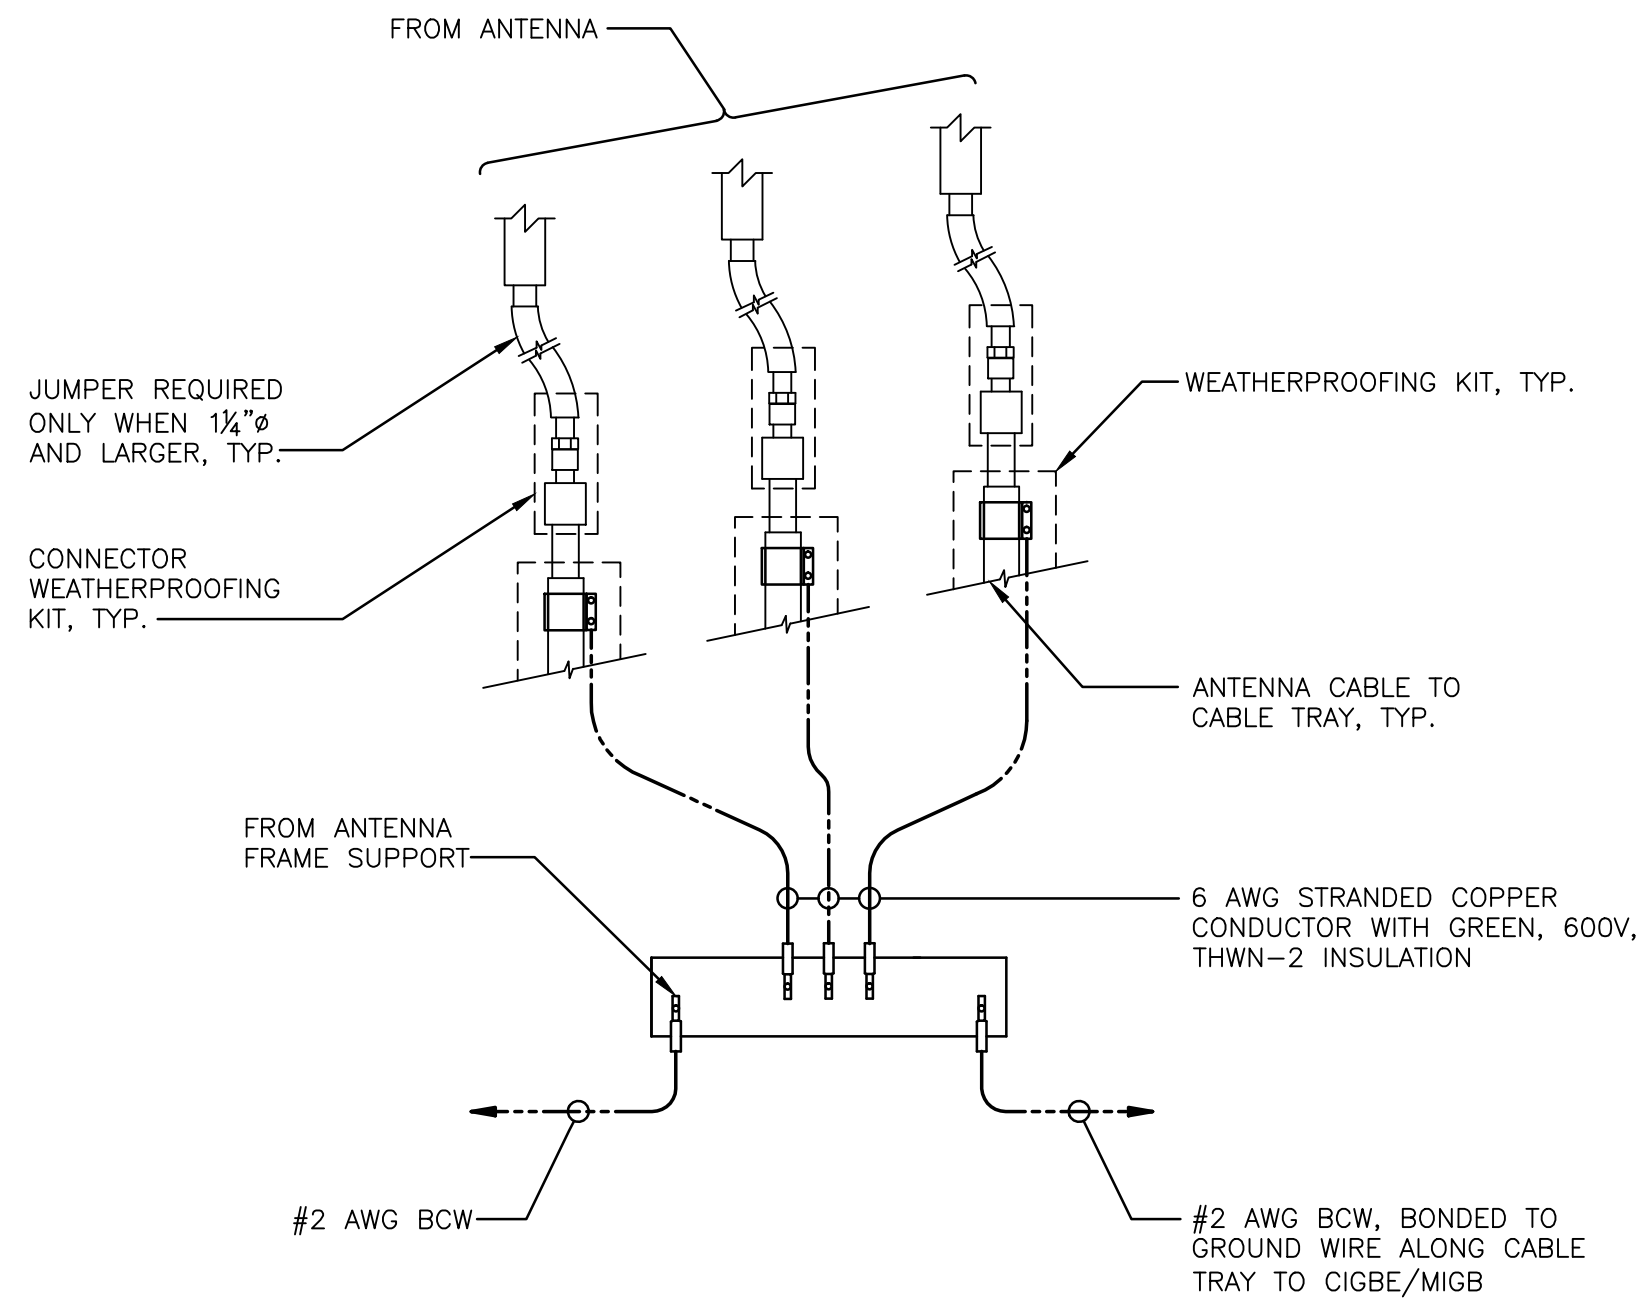 FROM ANTENNA
JUMPER REQUIRED
ONLY WHEN 1¼"ø
AND LARGER, TYP.
WEATHERPROOFING KIT, TYP.
CONNECTOR
WEATHERPROOFING
KIT, TYP.
ANTENNA CABLE TO
CABLE TRAY, TYP.
FROM ANTENNA
FRAME SUPPORT
6 AWG STRANDED COPPER
CONDUCTOR WITH GREEN, 600V,
THWN-2 INSULATION
#2 AWG BCW
#2 AWG BCW, BONDED TO
GROUND WIRE ALONG CABLE
TRAY TO CIGBE/MIGB